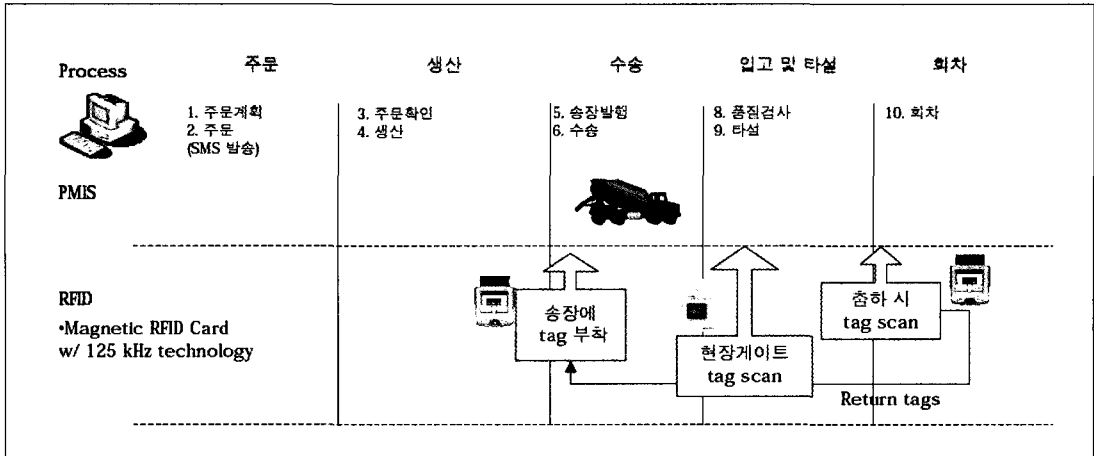 Process
주문
생산
수송
입고 및 타설
회차
1. 주문계획
2. 주문
(SMS 발송)
3. 주문확인
4. 생산
5. 송장발행
6. 수송
8. 품질검사
9. 타설
10. 회차
PMIS
RFID
•Magnetic RFID Card
w/ 125 kHz technology
송장에
tag 부착
현장게이트
tag scan
출하 시
tag scan
Return tags